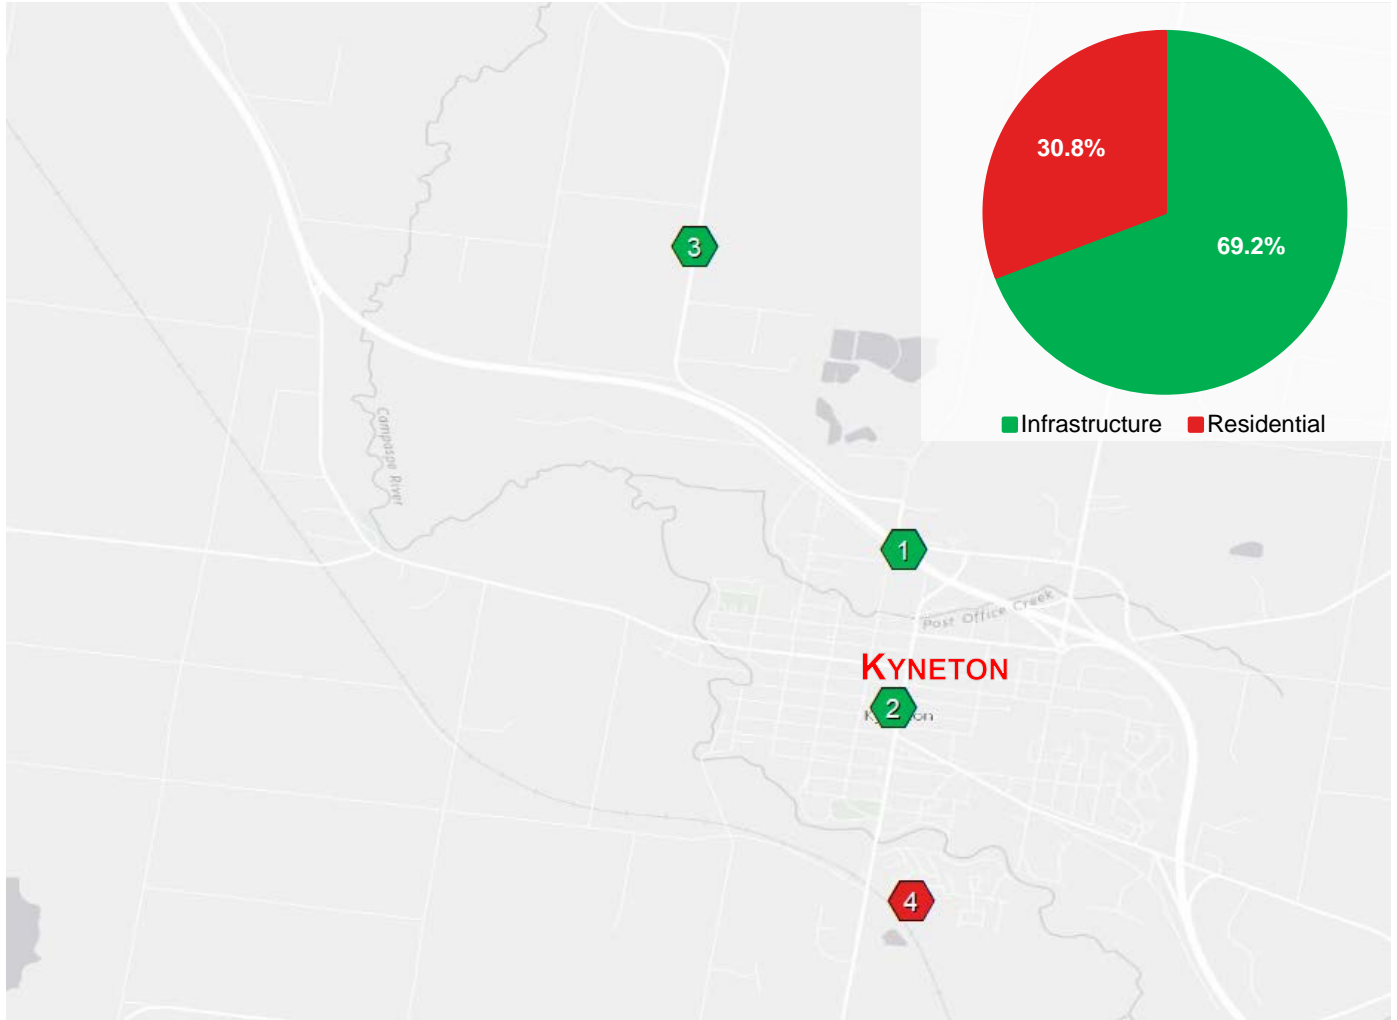 30.8%
69.2%
Infrastructure Residential
3
Campaspe River
1
Post Office Creek
KYNETON
2
4